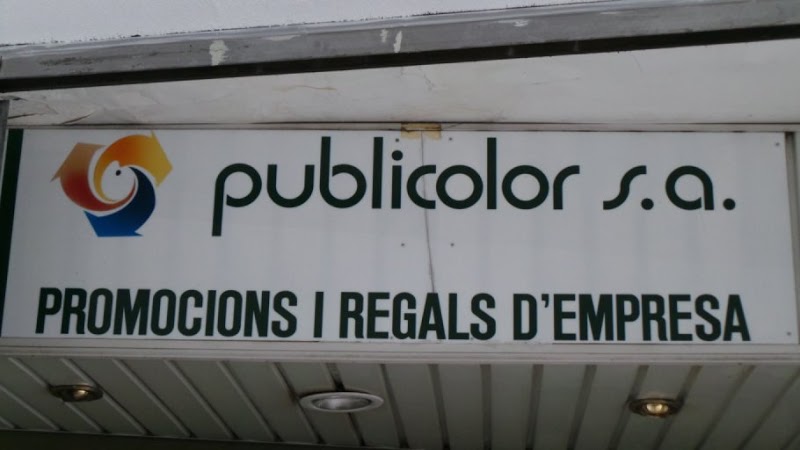 publicolor s.a.
PROMOCIONS I REGALS D'EMPRESA